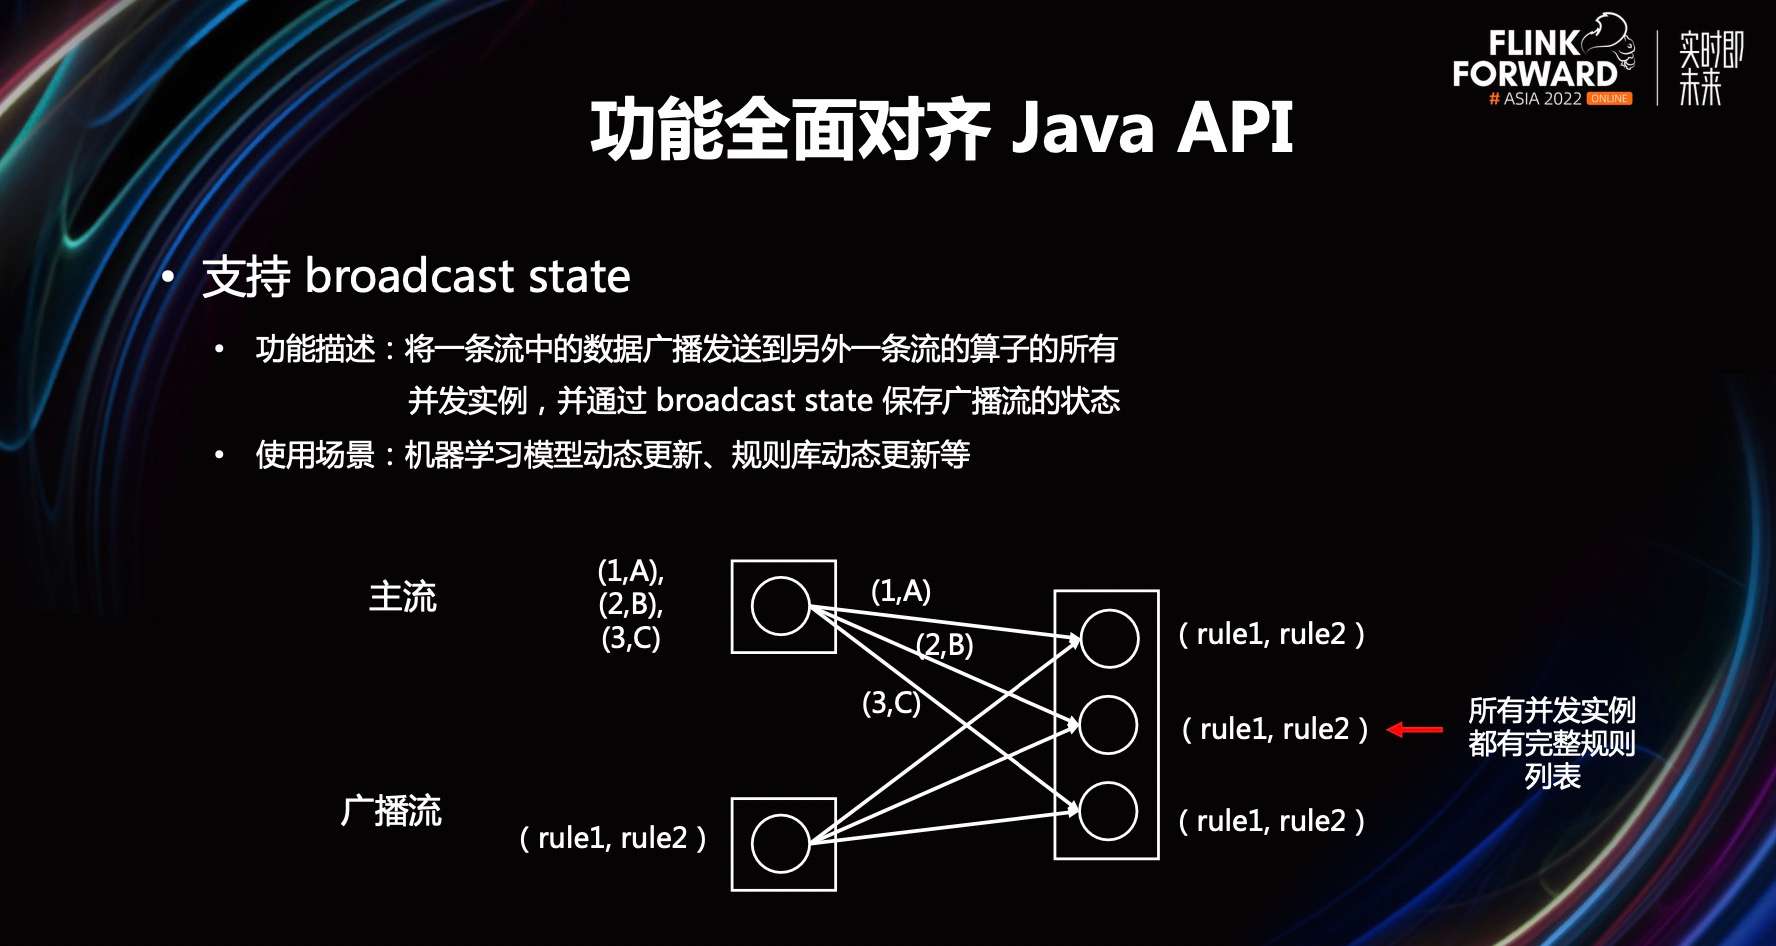 FLINK
FORWARD
# ASIA 2022 ONLINE
实时即
未来
功能全面对齐 Java API
• 支持 broadcast state
• 功能描述：将一条流中的数据广播发送到另外一条流的算子的所有
并发实例，并通过 broadcast state 保存广播流的状态
• 使用场景：机器学习模型动态更新、规则库动态更新等
主流
(1,A),
(2,B),
(3,C)
(1,A)
(2,B)
(3,C)
（rule1, rule2）
（rule1, rule2）
所有并发实例
都有完整规则
列表
（rule1, rule2）
广播流
（rule1, rule2）